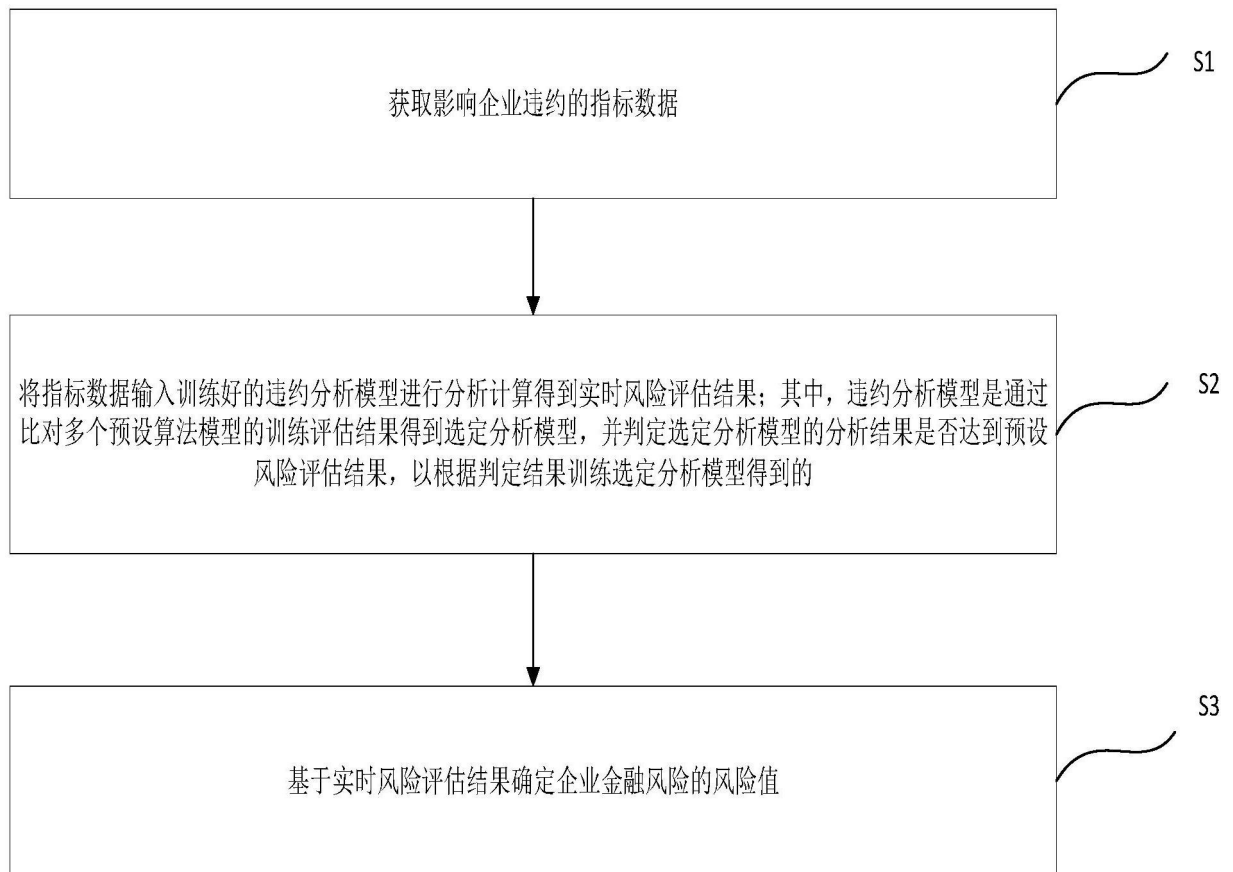 获取影响企业违约的指标数据
S1
将指标数据输入训练好的违约分析模型进行分析计算得到实时风险评估结果；其中，违约分析模型是通过
比对多个预设算法模型的训练评估结果得到选定分析模型，并判定选定分析模型的分析结果是否达到预设
风险评估结果，以根据判定结果训练选定分析模型得到的
S2
基于实时风险评估结果确定企业金融风险的风险值
S3